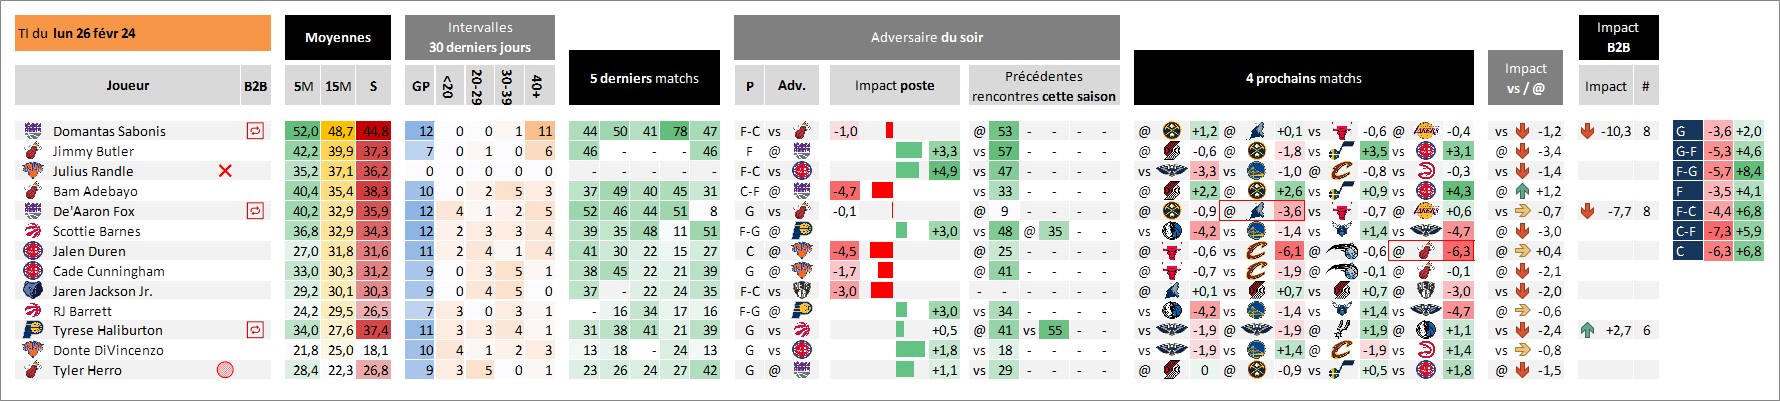 TI du lun 26 févr 24
Moyennes
Intervalles
30 derniers jours
5 derniers matchs
Adversaire du soir
4 prochains matchs
Impact
vs / @
Impact
B2B
Joueur B2B 5M 15M S GP <20 20-29 30-39 40+ P Adv. Impact poste Précédentes
rencontres cette saison
Impact #
Domantas Sabonis 52,0 48,7 44,8 12 0 0 1 11 44 50 41 78 47 F-C vs -1,0 @ 53 - - - @ +1,2 @ +0,1 vs -0,6 @ -0,4 vs -1,2 -10,3 8 G -3,6 +2,0
Jimmy Butler 42,2 39,9 37,3 7 0 1 0 6 46 - - - 46 F @ +3,3 vs 57 - - - @ -0,6 @ -1,8 vs +3,5 vs +3,1 @ -3,4 G-F -5,3 +4,6
Julius Randle 35,2 37,1 36,2 0 0 0 0 0 - - - - - F-C vs +4,9 vs 47 - - - vs -3,3 vs -1,0 vs -0,8 vs -0,3 vs -1,4 F-G -5,7 +8,4
Bam Adebayo 40,4 35,4 38,3 10 0 2 5 3 37 49 40 45 31 C-F @ -4,7 vs 33 - - - @ +2,2 @ +2,6 vs +0,9 vs +4,3 @ +1,2 F -3,5 +4,1
De'Aaron Fox 40,2 32,9 35,9 12 4 1 2 5 52 46 44 51 8 G vs -0,1 @ 9 - - - @ -0,9 @ -3,6 vs -0,7 @ +0,6 vs -0,7 -7,7 8 F-C -4,4 +6,8
Scottie Barnes 36,8 32,9 34,3 12 2 3 3 4 39 35 48 11 51 F-G @ +3,0 vs 48 @ 35 - - vs -4,2 vs -1,4 vs +1,4 vs -4,7 @ -3,0 C-F -7,3 +5,9
Jalen Duren 27,0 31,8 31,6 11 2 4 1 4 41 30 22 15 27 C @ -4,5 @ - - - - @ -0,6 vs -6,1 @ -0,6 @ -6,3 @ +0,4 C -6,3 +6,8
Cade Cunningham 33,0 30,3 31,2 9 0 3 5 1 38 45 22 21 39 G @ -1,7 @ 41 - - - @ -0,7 vs -1,9 @ -0,1 @ -0,1 @ -2,1
Jaren Jackson Jr. 29,2 30,1 30,3 9 0 4 5 0 37 - 22 24 35 F-C vs -3,0 - - - - @ +0,1 vs +0,7 vs +0,7 @ -3,0 vs -2,0
RJ Barrett 24,2 29,5 26,5 7 3 0 3 1 - 16 34 17 16 F-G @ +3,0 vs 34 - - - vs -4,2 vs -1,4 vs +1,4 vs -4,7 @ -0,6
Tyrese Haliburton 34,0 27,6 37,4 11 3 3 4 1 31 38 41 21 39 G vs +0,5 @ 41 vs 55 - - vs -1,9 @ -1,9 @ +1,9 @ +1,1 vs -2,4 +2,7 6
Donte DiVincenzo 21,8 25,0 18,1 10 4 1 2 3 13 18 - 24 13 G vs +1,8 vs 18 - - - vs -1,9 vs +1,4 @ -1,9 vs +1,4 vs -0,8
Tyler Herro 28,4 22,3 26,8 9 3 5 0 1 23 26 24 27 42 G @ +1,1 vs 29 - - - @ 0 @ -0,9 vs +0,5 vs +1,8 @ -1,5